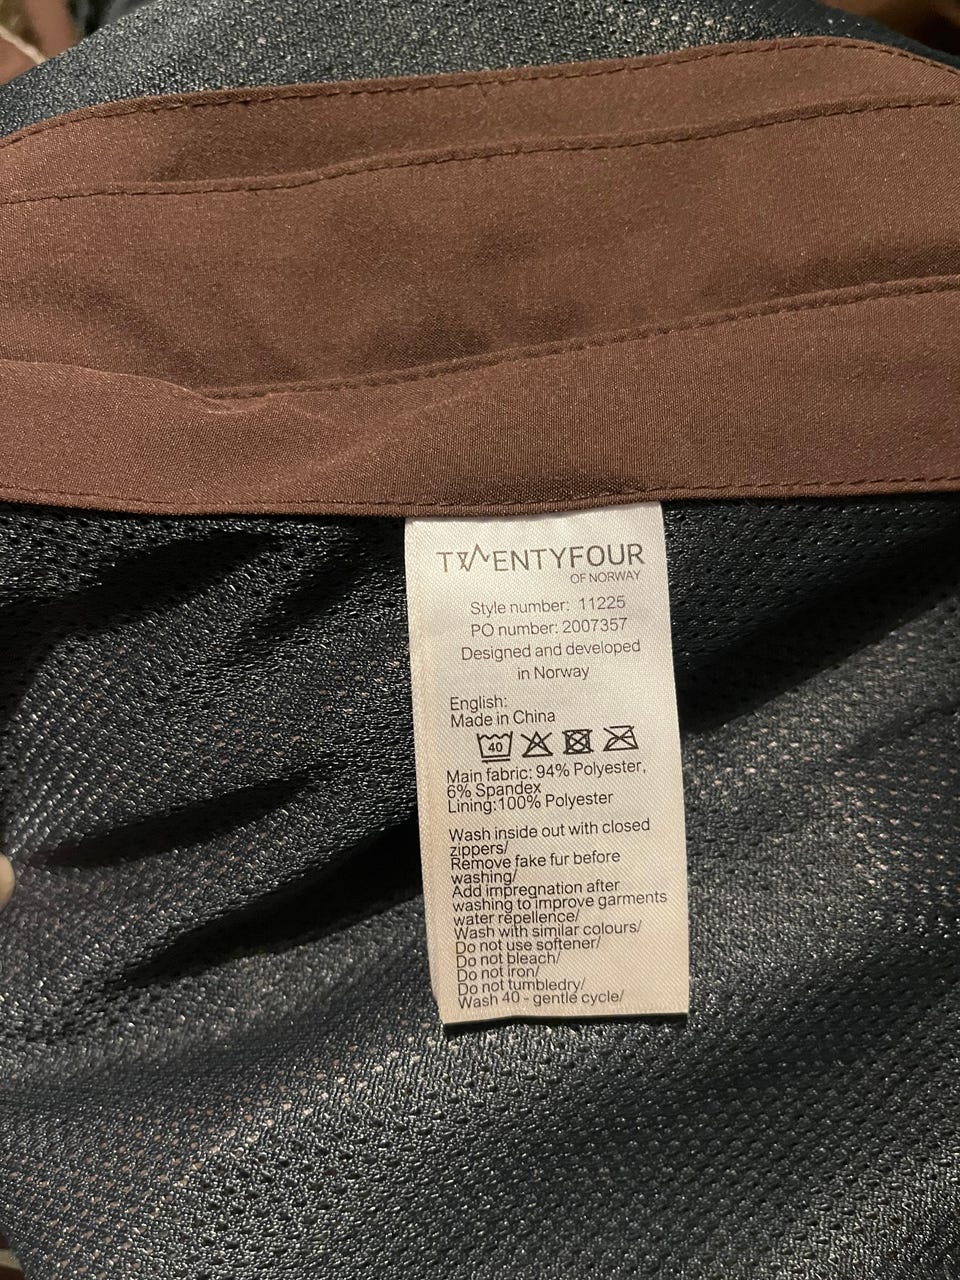 TWENTYFOUR
OF NORWAY
Style number: 11225
PO number: 2007357
Designed and developed
in Norway
English:
Made in China
40
Main fabric: 94% Polyester,
6% Spandex
Lining:100% Polyester
Wash inside out with closed
zippers/
Remove fake fur before
washing/
Add impregnation after
washing to improve garments
water repellence/
Wash with similar colours/
Do not use softener/
Do not bleach/
Do not iron/
Do not tumbledry/
Wash 40 - gentle cycle/